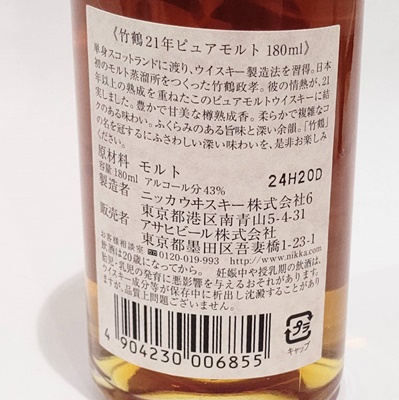 《竹鶴21年ピュアモルト 180ml》
単身スコットランドに渡り、ウイスキー製造法を習得。日本
初のモルト蒸溜所をつくった竹鶴政孝。彼の情熱が、21
年以上の熟成を重ねたこのピュアモルトウイスキーに結
実しました。豊かで甘美な樽熟成香。柔らかで複雑なコ
クのある味わい。ふくらみのある旨味と深い余韻。「竹鶴」
の名を冠するにふさわしい深い味わいを、是非お楽しみ
ください。
原材料 モルト
容量180ml アルコール分43%
24H20D
製造者 ニッカウヰスキー株式会社6
東京都港区南青山5-4-31
販売者 アサヒビール株式会社
東京都墨田区吾妻橋1-23-1
お客様相談室 0120-019-993 http://www.nikka.com
飲酒は20歳になってから。 妊娠中や授乳期の飲酒は、
胎児・乳児の発育に悪影響を与えるおそれがあります。
ウイスキー成分等が保存中に析出し沈澱することがあり
ますが、品質上問題ございません。
4 904230 006855
プラ
キャップ